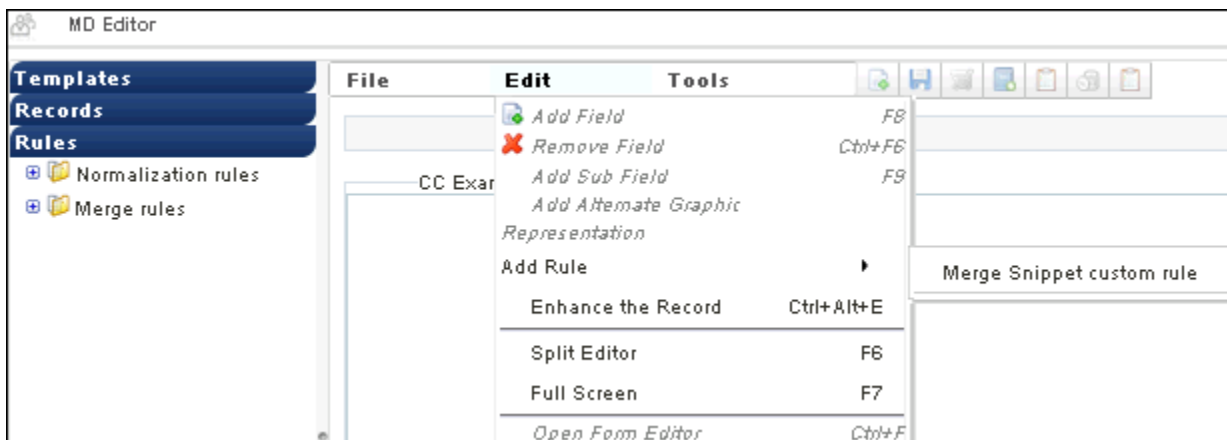 MD Editor
Templates
Records
Rules
Normalization rules
Merge rules
File Edit Tools
Add Field F8
Remove Field Ctrl+F6
Add Sub Field F9
Add Alternate Graphic
Representation
Add Rule
Merge Snippet custom rule
Enhance the Record Ctrl+Alt+E
Split Editor F6
Full Screen F7
Open Form Editor Ctrl+F
CC Exar